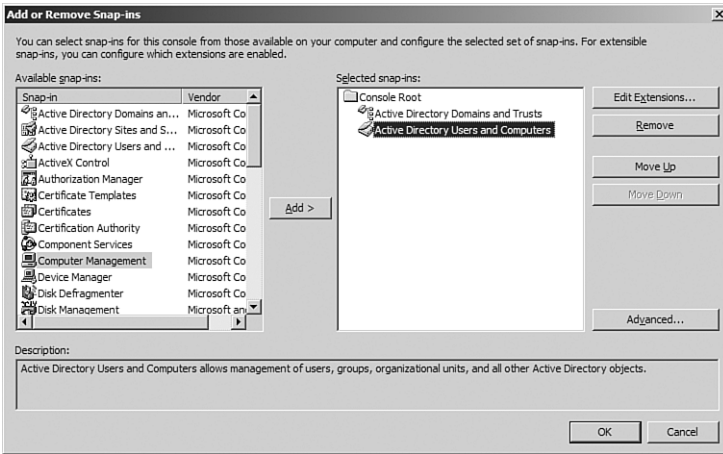 Add or Remove Snap-ins
You can select snap-ins for this console from those available on your computer and configure the selected set of snap-ins. For extensible
snap-ins, you can configure which extensions are enabled.
Available snap-ins:
Snap-in Vendor
Active Directory Domains an... Microsoft Co
Active Directory Sites and S... Microsoft Co
Active Directory Users and ... Microsoft Co
ActiveX Control Microsoft Co
Authorization Manager Microsoft Co
Certificate Templates Microsoft Co
Certificates Microsoft Co
Certification Authority Microsoft Co
Component Services Microsoft Co
Computer Management Microsoft Co
Device Manager Microsoft Co
Disk Defragmenter Microsoft Co
Disk Management Microsoft an
Add >
Selected snap-ins:
Console Root
Active Directory Domains and Trusts
Active Directory Users and Computers
Edit Extensions...
Remove
Move Up
Move Down
Advanced...
Description:
Active Directory Users and Computers allows management of users, groups, organizational units, and all other Active Directory objects.
OK Cancel